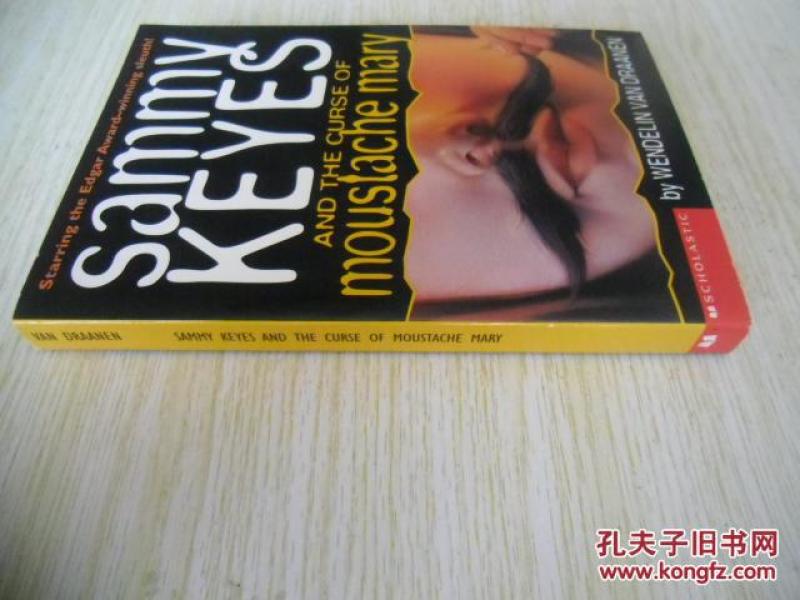 Starring the Edgar Award-winning sleuth!
sammy
KEYES
AND THE CURSE OF
moustache mary
by WENDELIN VAN DRAANEN
SCHOLASTIC
VAN DRAANEN SAMMY KEYES AND THE CURSE OF MOUSTACHE MARY
孔夫子旧书网
www.kongfz.com